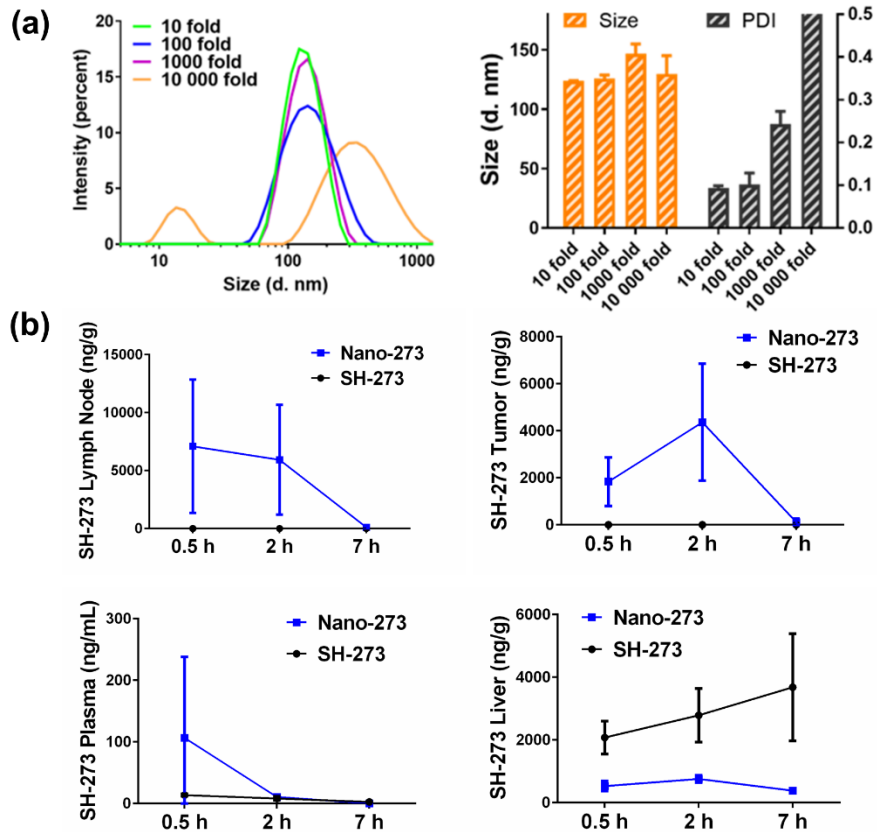 (a)
10 fold
100 fold
1000 fold
10 000 fold
20
15
10
5
0
Intensity (percent)
10
100
1000
Size (d. nm)
Size
PDI
150
100
50
0
Size (d. nm)
0.5
0.4
0.3
0.2
0.1
0.0
10 fold
100 fold
1000 fold
10 000 fold
10 fold
100 fold
1000 fold
10 000 fold
(b)
15000
10000
5000
0
SH-273 Lymph Node (ng/g)
Nano-273
SH-273
0.5 h
2 h
7 h
8000
6000
4000
2000
0
SH-273 Tumor (ng/g)
Nano-273
SH-273
0.5 h
2 h
7 h
300
200
100
0
SH-273 Plasma (ng/mL)
Nano-273
SH-273
0.5 h
2 h
7 h
6000
4000
2000
0
SH-273 Liver (ng/g)
Nano-273
SH-273
0.5 h
2 h
7 h